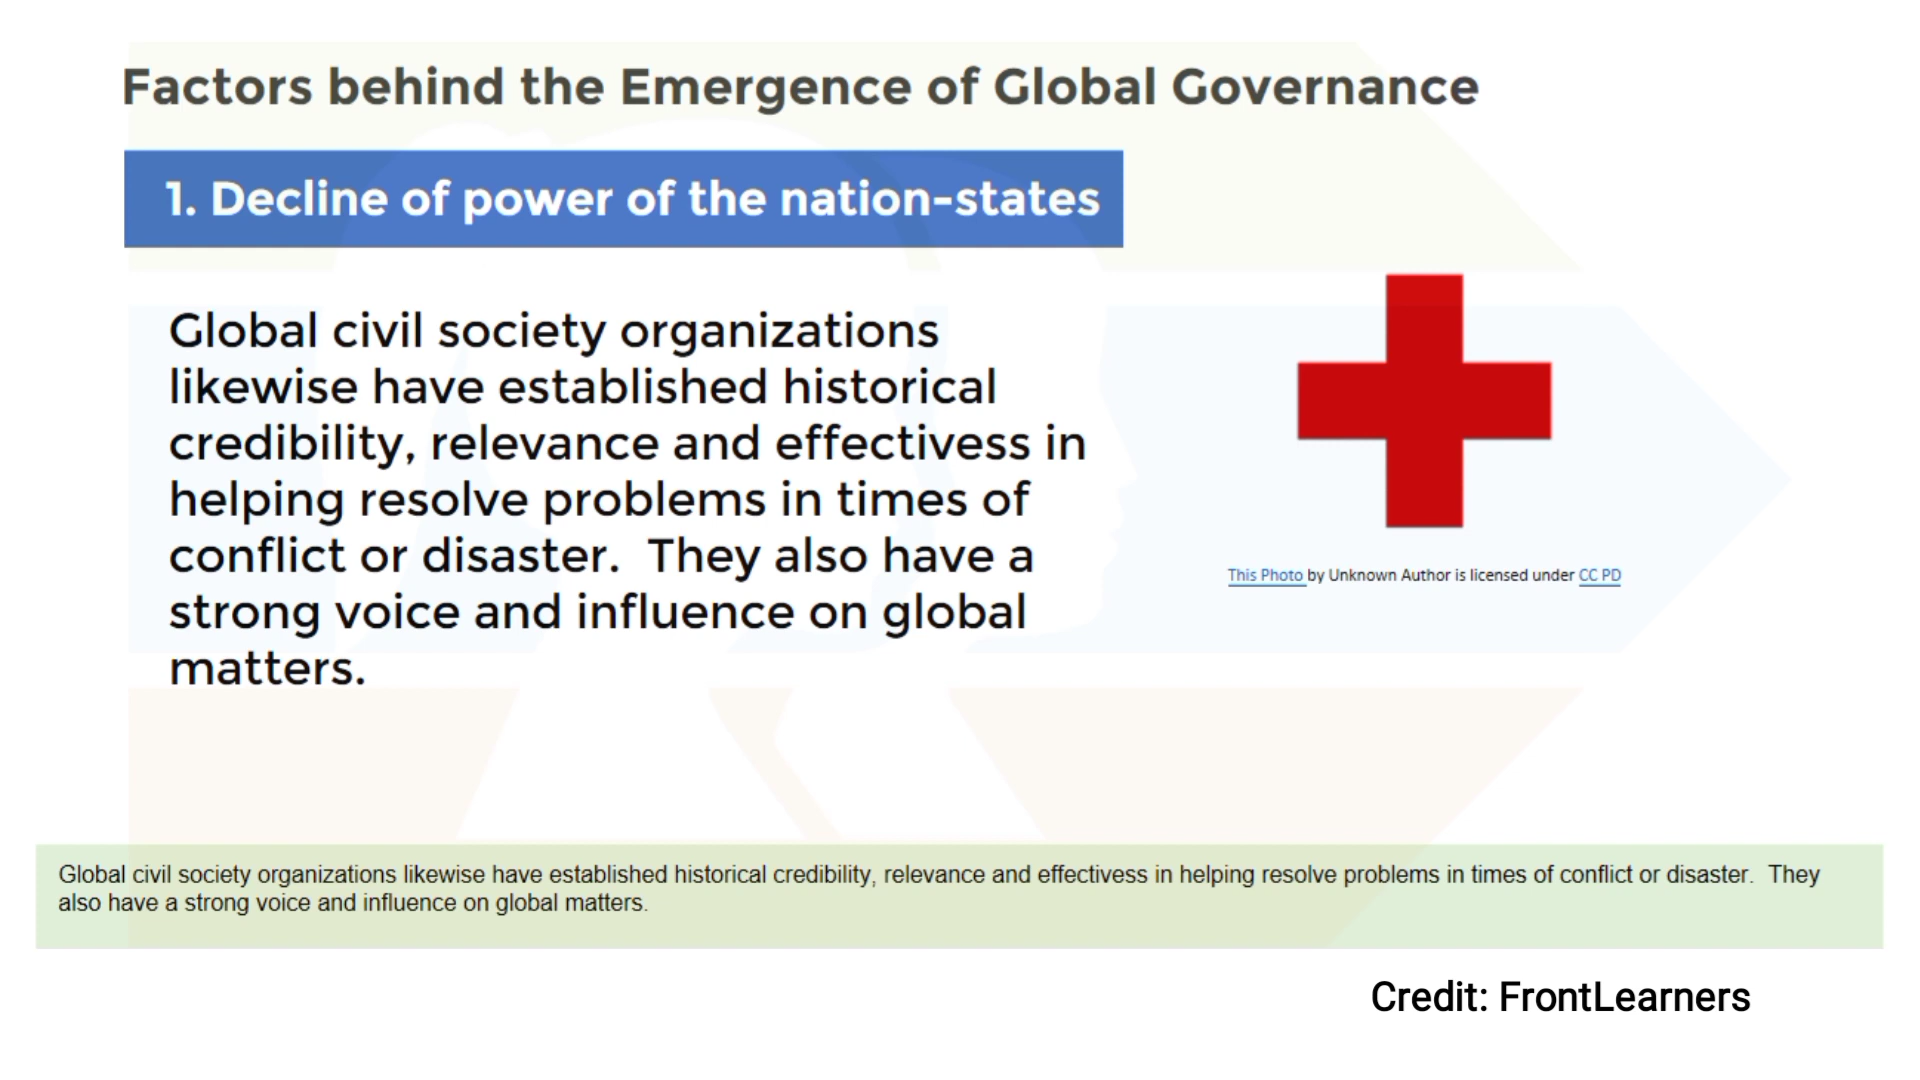 Factors behind the Emergence of Global Governance
1. Decline of power of the nation-states
Global civil society organizations
likewise have established historical
credibility, relevance and effectivess in
helping resolve problems in times of
conflict or disaster.  They also have a
strong voice and influence on global
matters.
This Photo by Unknown Author is licensed under CC PD
Global civil society organizations likewise have established historical credibility, relevance and effectivess in helping resolve problems in times of conflict or disaster.  They
also have a strong voice and influence on global matters.
Credit: FrontLearners